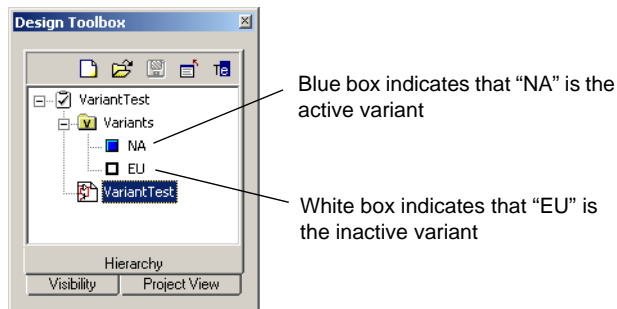 Design Toolbox
Te
VariantTest
V Variants
NA
EU
VariantTest
Hierarchy
Visibility Project View
Blue box indicates that “NA” is the
active variant
White box indicates that “EU” is
the inactive variant